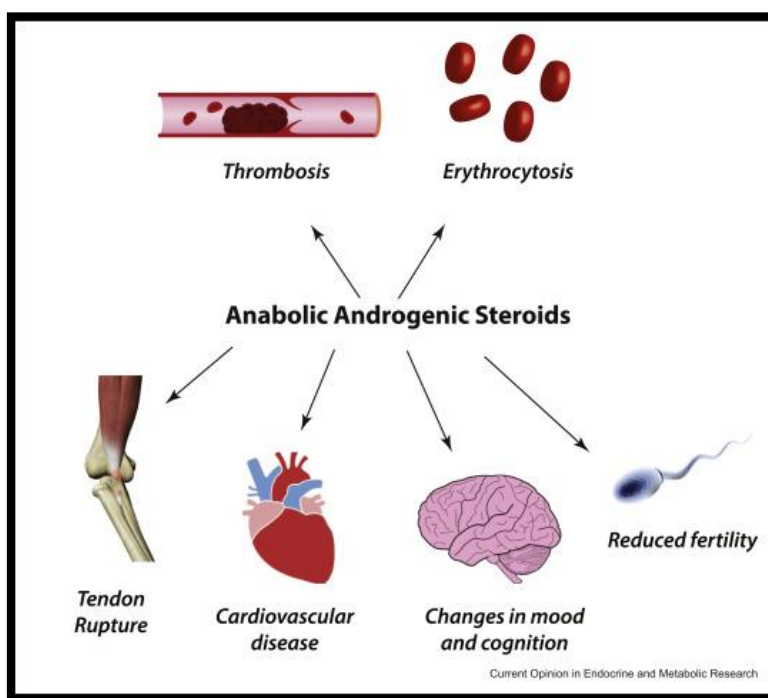 Thrombosis
Erythrocytosis
Anabolic Androgenic Steroids
Tendon
Rupture
Cardiovascular
disease
Changes in mood
and cognition
Reduced fertility
Current Opinion in Endocrine and Metabolic Research